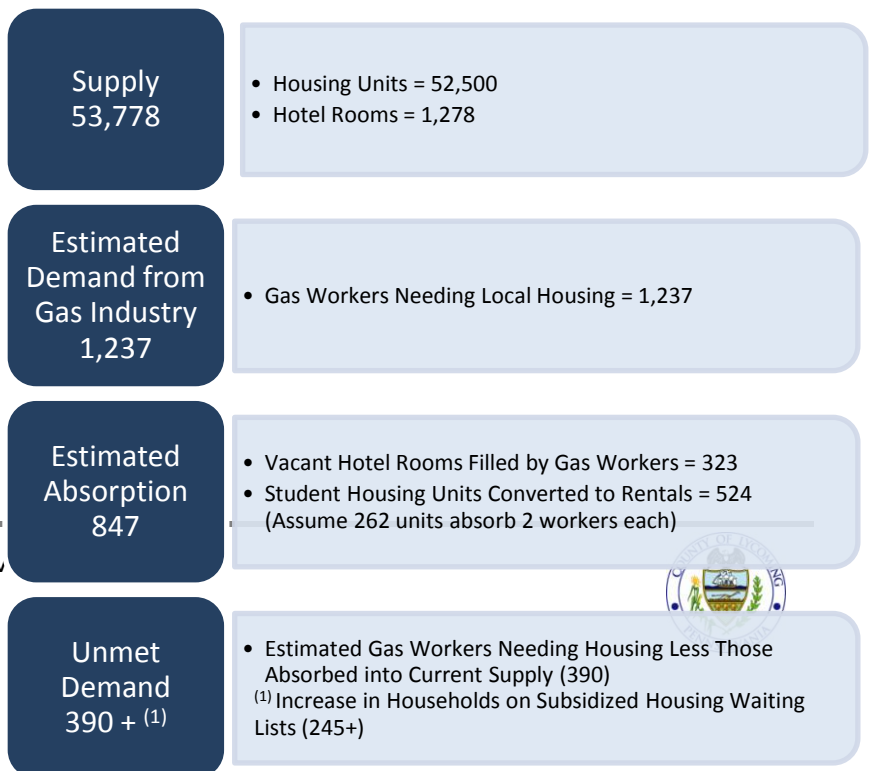 Supply
53,778
• Housing Units = 52,500
• Hotel Rooms = 1,278
Estimated
Demand from
Gas Industry
1,237
• Gas Workers Needing Local Housing = 1,237
Estimated
Absorption
847
• Vacant Hotel Rooms Filled by Gas Workers = 323
• Student Housing Units Converted to Rentals = 524
(Assume 262 units absorb 2 workers each)
COUNTY OF LYCOMING
PENNSYLVANIA
Unmet
Demand
390 + (1)
• Estimated Gas Workers Needing Housing Less Those
Absorbed into Current Supply (390)
(1) Increase in Households on Subsidized Housing Waiting
Lists (245+)